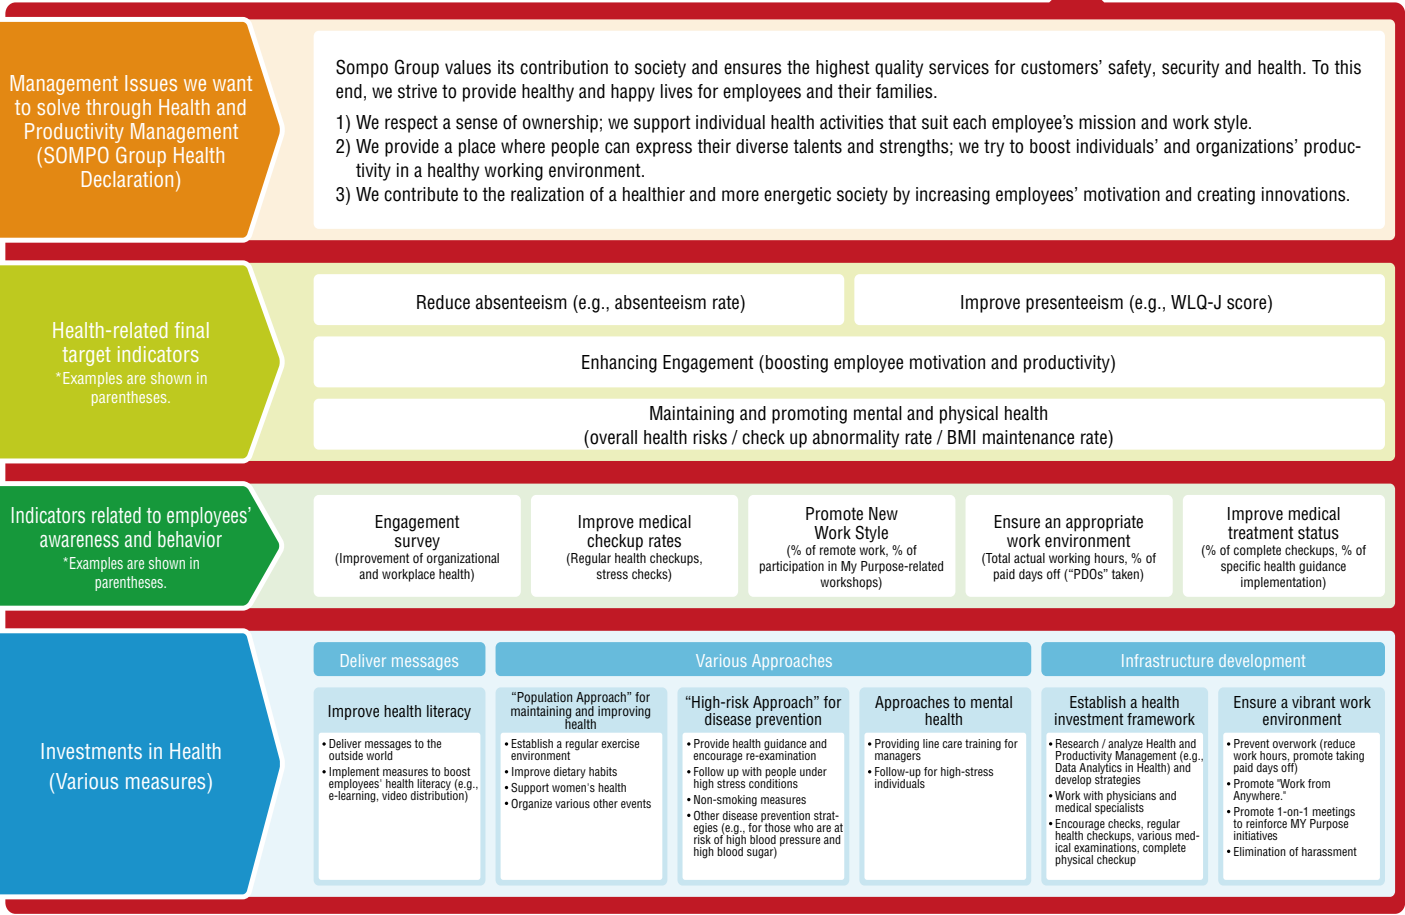 Management Issues we want
to solve through Health and
Productivity Management
(SOMPO Group Health
Declaration)
Sompo Group values its contribution to society and ensures the highest quality services for customers' safety, security and health. To this
end, we strive to provide healthy and happy lives for employees and their families.
1) We respect a sense of ownership; we support individual health activities that suit each employee's mission and work style.
2) We provide a place where people can express their diverse talents and strengths; we try to boost individuals' and organizations' produc-
tivity in a healthy working environment.
3) We contribute to the realization of a healthier and more energetic society by increasing employees' motivation and creating innovations.
Health-related final
target indicators
*Examples are shown in
parentheses.
Reduce absenteeism (e.g., absenteeism rate)
Improve presenteeism (e.g., WLQ-J score)
Enhancing Engagement (boosting employee motivation and productivity)
Maintaining and promoting mental and physical health
(overall health risks / check up abnormality rate / BMI maintenance rate)
Indicators related to employees'
awareness and behavior
*Examples are shown in
parentheses.
Engagement
survey
(Improvement of organizational
and workplace health)
Improve medical
checkup rates
(Regular health checkups,
stress checks)
Promote New
Work Style
(% of remote work, % of
participation in My Purpose-related
workshops)
Ensure an appropriate
work environment
(Total actual working hours, % of
paid days off ("PDOs" taken)
Improve medical
treatment status
(% of complete checkups, % of
specific health guidance
implementation)
Investments in Health
(Various measures)
Deliver messages
Various Approaches
Infrastructure development
Improve health literacy
• Deliver messages to the
outside world
• Implement measures to boost
employees' health literacy (e.g.,
e-learning, video distribution)
"Population Approach" for
maintaining and improving
health
• Establish a regular exercise
environment
• Improve dietary habits
• Support women's health
• Organize various other events
"High-risk Approach" for
disease prevention
• Provide health guidance and
encourage re-examination
• Follow up with people under
high stress conditions
• Non-smoking measures
• Other disease prevention strat-
egies (e.g., for those who are at
risk of high blood pressure and
high blood sugar)
Approaches to mental
health
• Providing line care training for
managers
• Follow-up for high-stress
individuals
Establish a health
investment framework
• Research / analyze Health and
Productivity Management (e.g.,
Data Analytics in Health) and
develop strategies
• Work with physicians and
medical specialists
• Encourage checks, regular
health checkups, various med-
ical examinations, complete
physical checkup
Ensure a vibrant work
environment
• Prevent overwork (reduce
work hours, promote taking
paid days off)
• Promote "Work from
Anywhere."
• Promote 1-on-1 meetings
to reinforce MY Purpose
initiatives
• Elimination of harassment